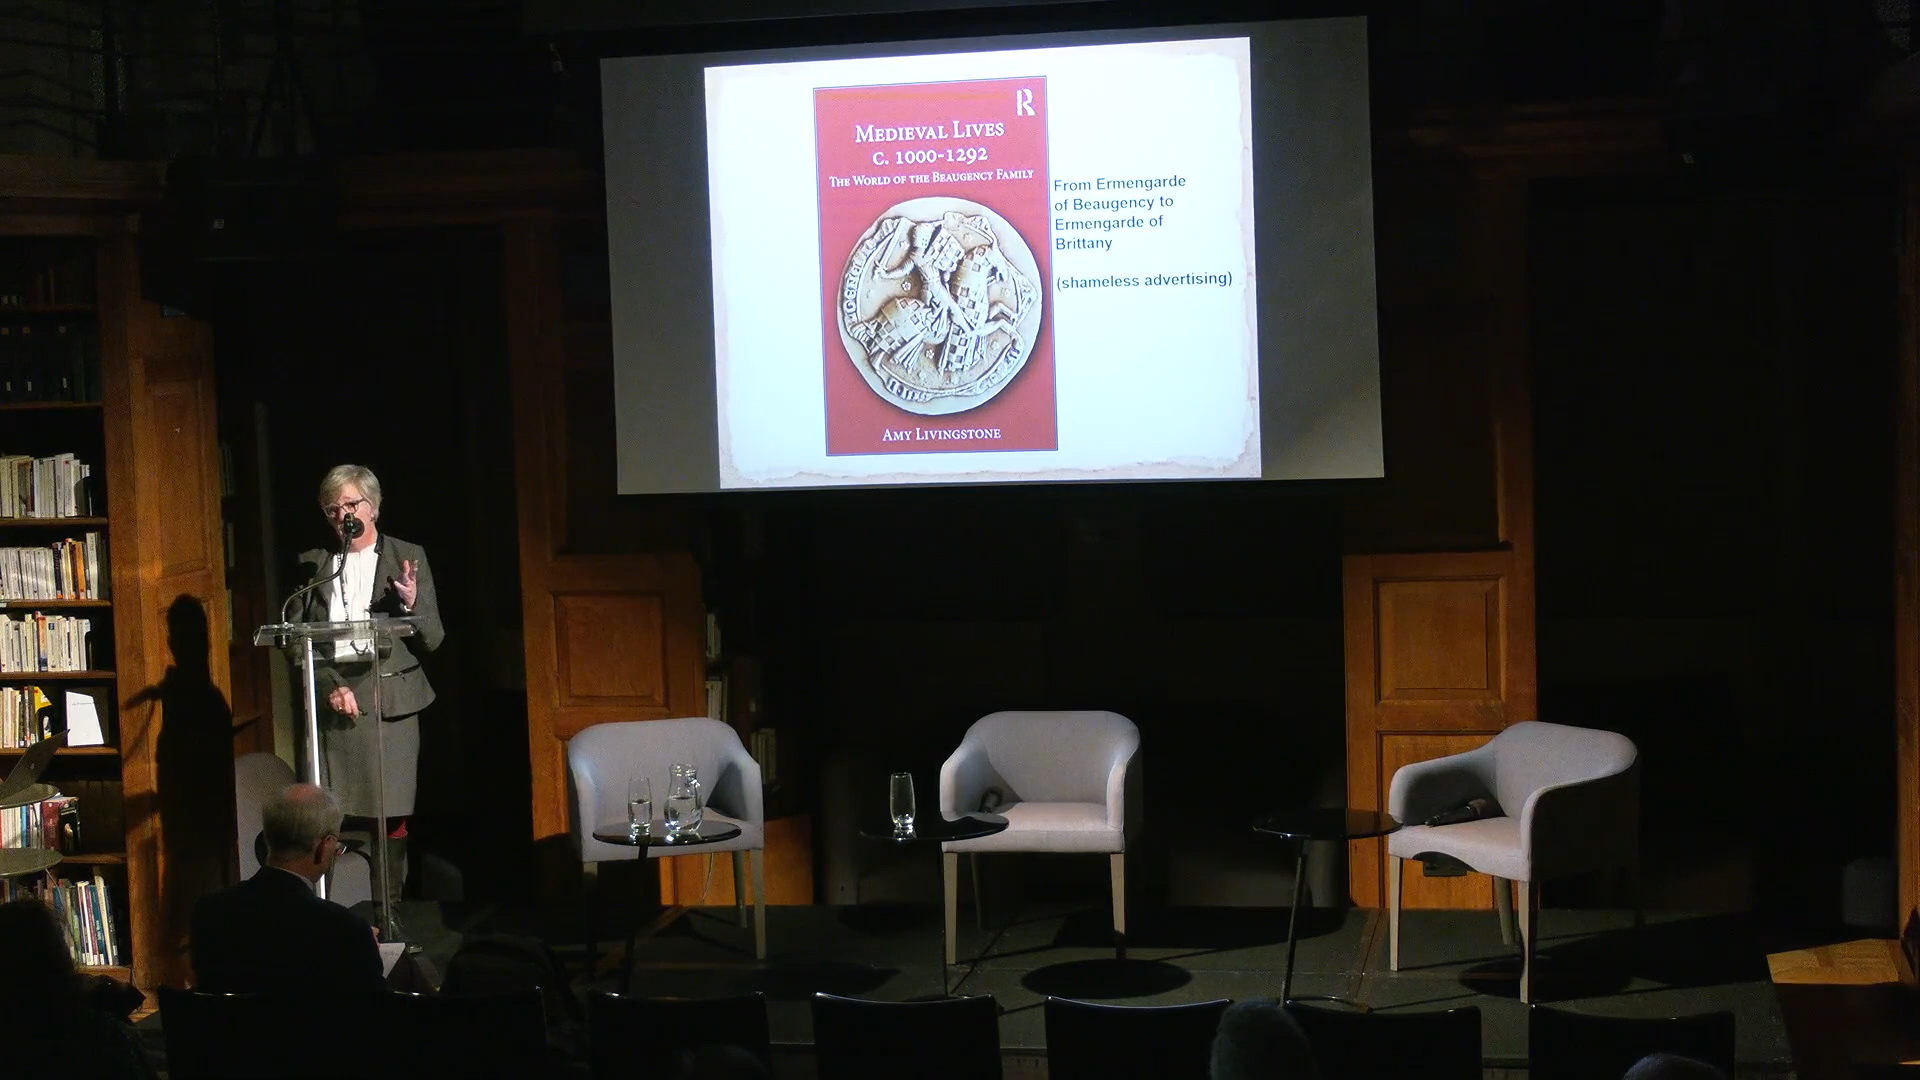 R
MEDIEVAL LIVES
C. 1000-1292
THE WORLD OF THE BEAUGENCY FAMILY
AMY LIVINGSTONE
From Ermengarde
of Beaugency to
Ermengarde of
Brittany
(shameless advertising)